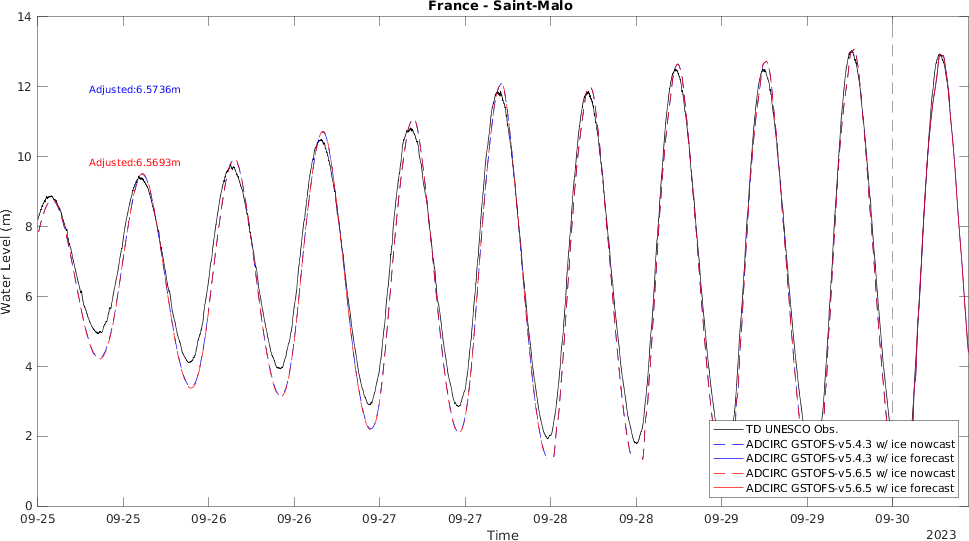 France - Saint-Malo
14
12
10
8
6
4
2
0
Water Level (m)
Adjusted:6.5736m
Adjusted:6.5693m
TD UNESCO Obs.
ADCIRC GSTOFS-v5.4.3 w/ ice nowcast
ADCIRC GSTOFS-v5.4.3 w/ ice forecast
ADCIRC GSTOFS-v5.6.5 w/ ice nowcast
ADCIRC GSTOFS-v5.6.5 w/ ice forecast
09-25 09-25 09-26 09-26 09-27 09-27 09-28 09-28 09-29 09-29 09-30
Time
2023